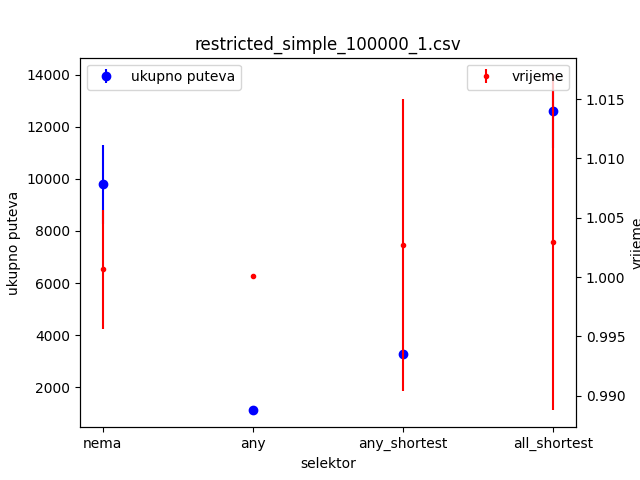 restricted_simple_100000_1.csv
ukupno puteva
vrijeme
14000
12000
10000
8000
6000
4000
2000
ukupno puteva
1.015
1.010
1.005
1.000
0.995
0.990
vrijeme
nema
any
any_shortest
all_shortest
selektor